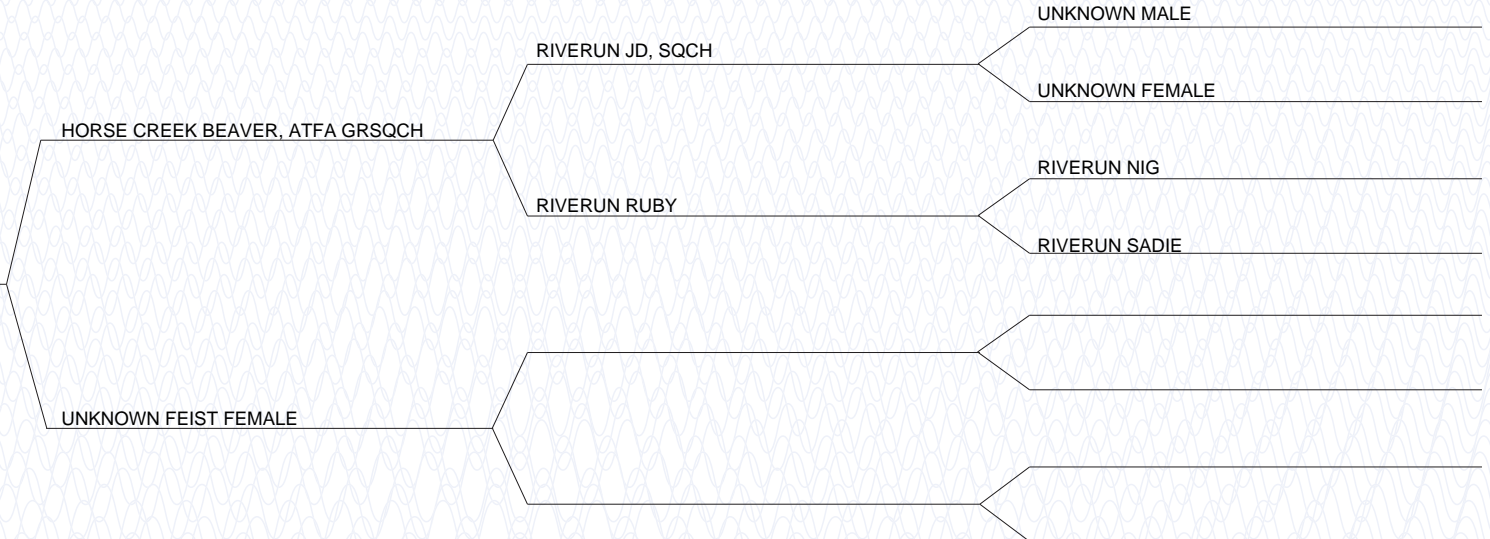 UNKNOWN MALE
RIVERUN JD, SQCH
UNKNOWN FEMALE
HORSE CREEK BEAVER, ATFA GRSQCH
RIVERUN NIG
RIVERUN RUBY
RIVERUN SADIE
UNKNOWN FEIST FEMALE